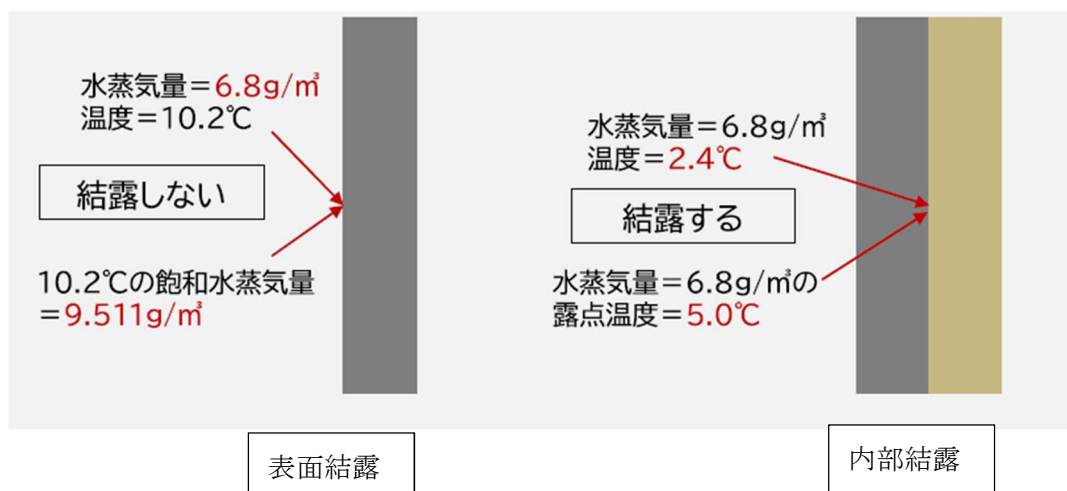 水蒸気量＝6.8g/㎥
温度＝10.2℃
結露しない
10.2℃の飽和水蒸気量
＝9.511g/㎥
表面結露
水蒸気量＝6.8g/㎥
温度＝2.4℃
結露する
水蒸気量＝6.8g/㎥の
露点温度＝5.0℃
内部結露